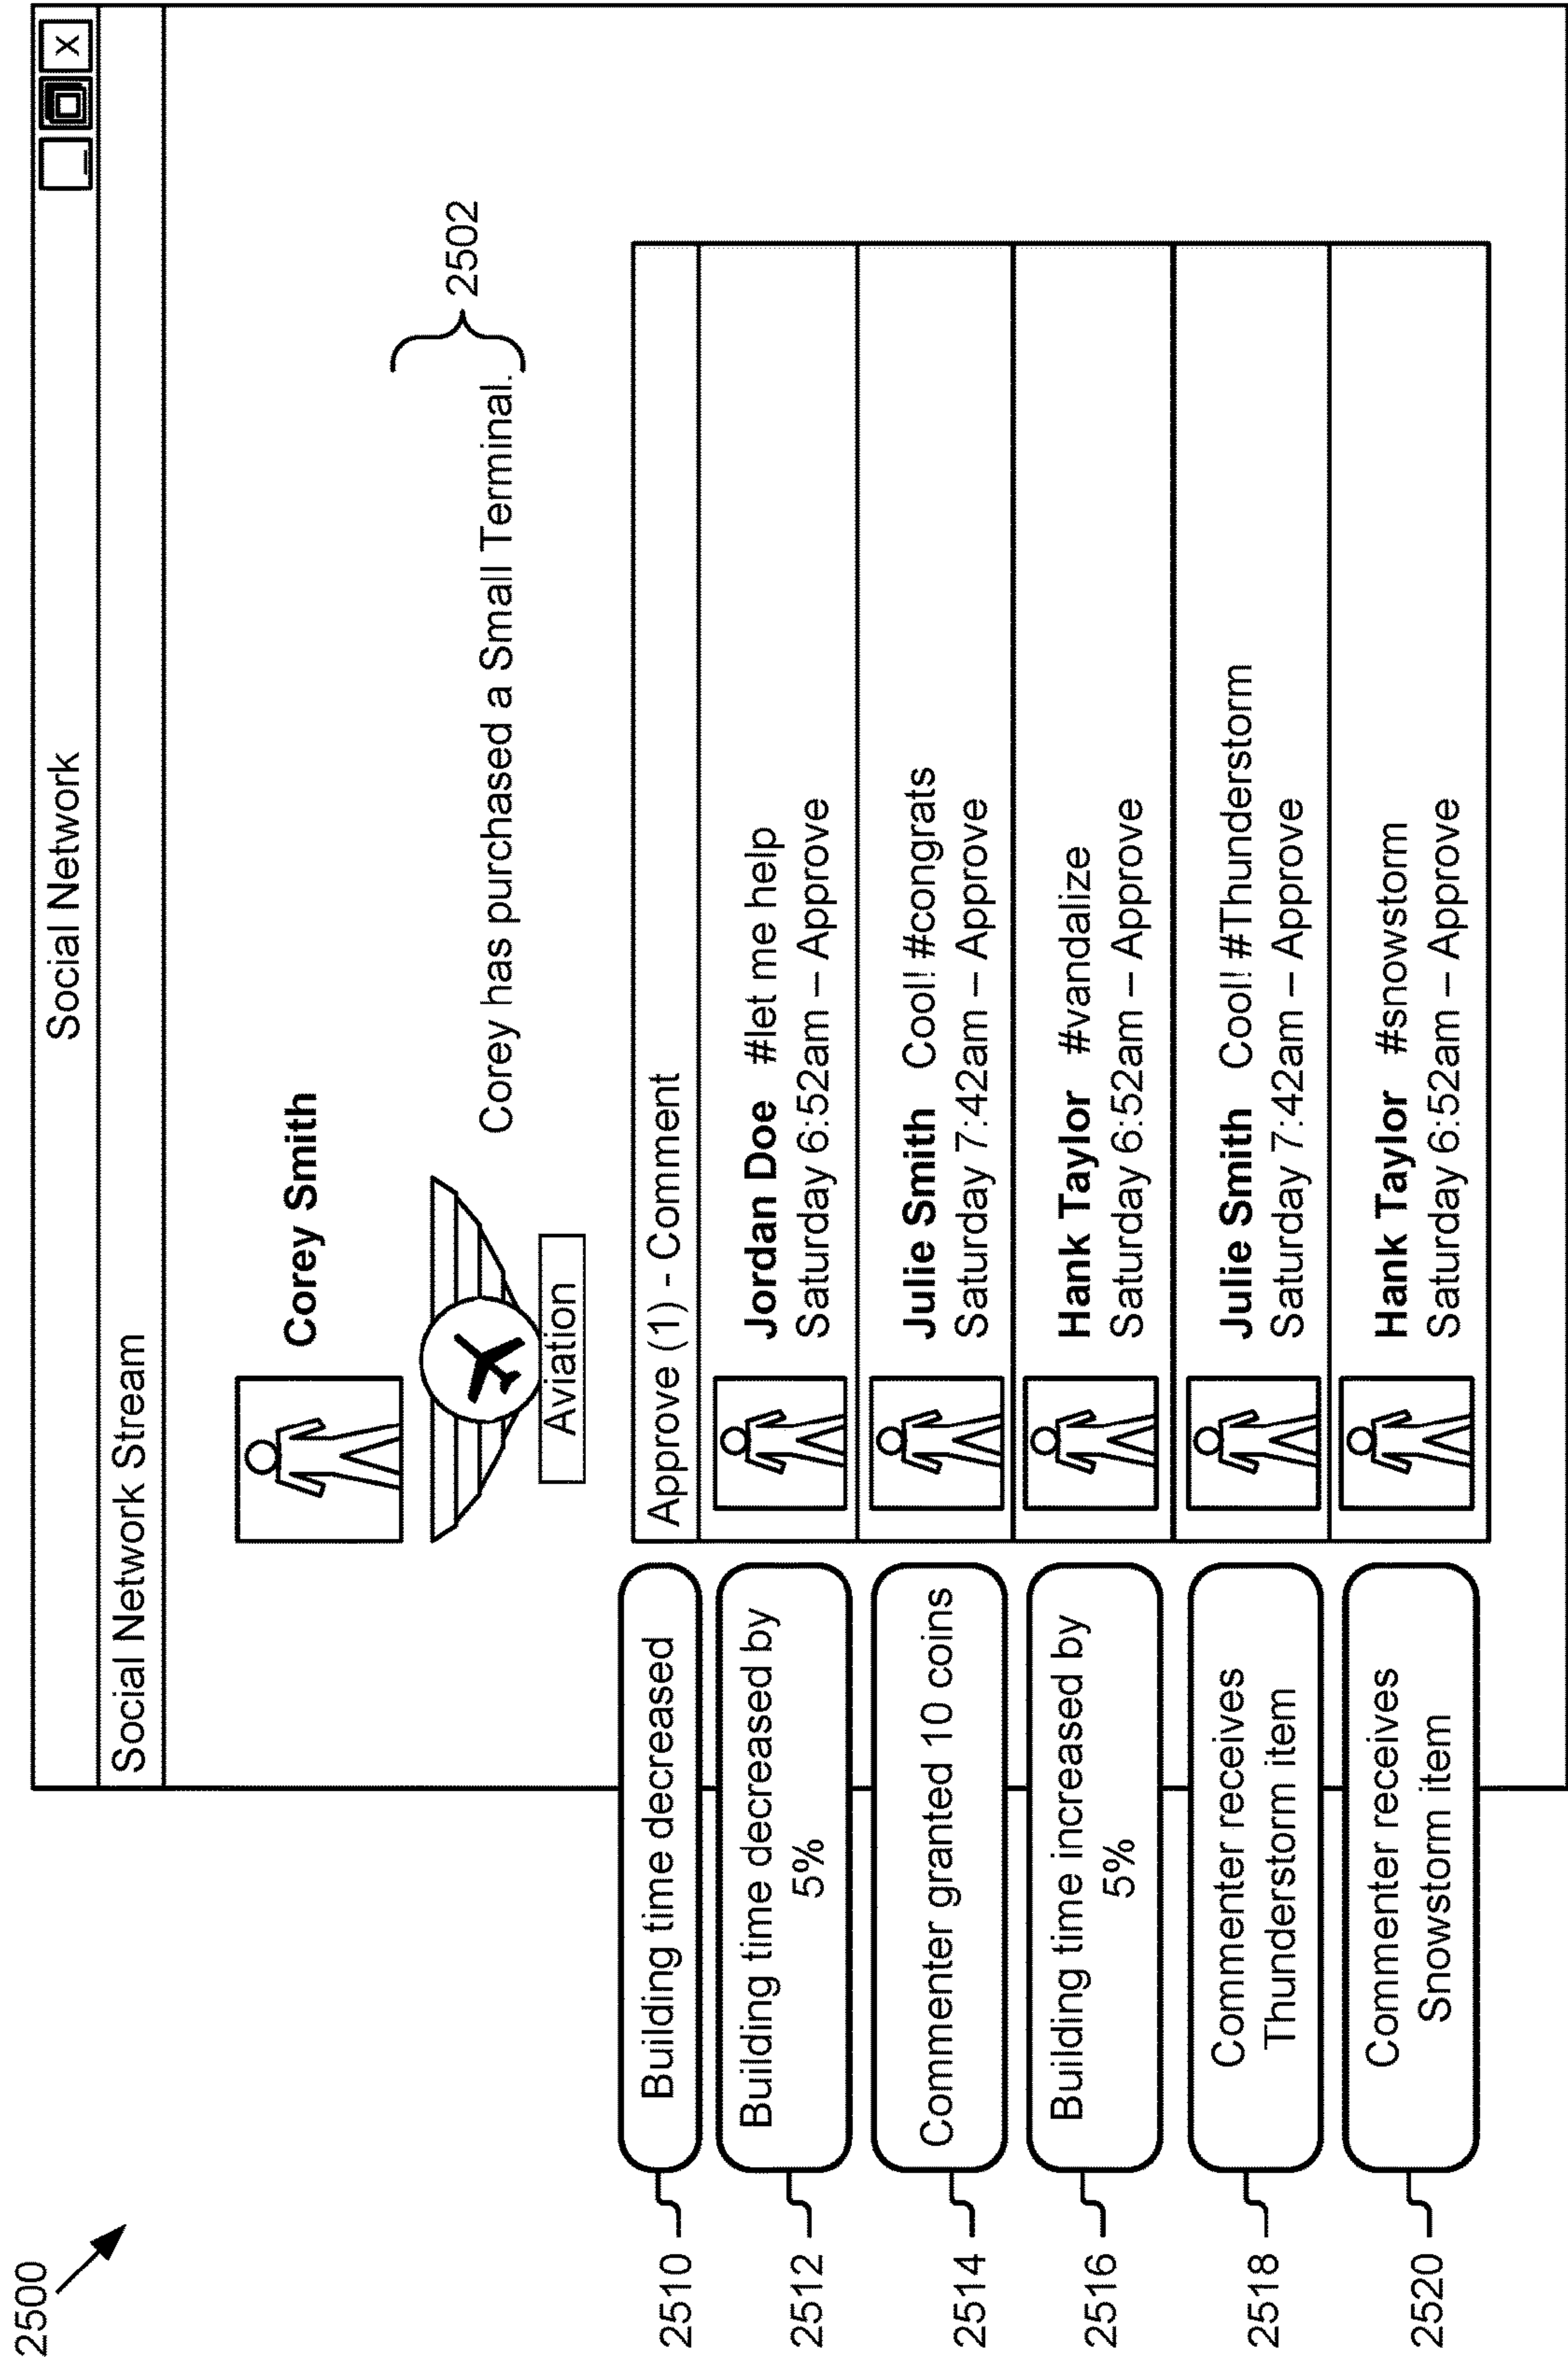 2500
Social Network
_ X
Social Network Stream
Corey Smith
Aviation
Corey has purchased a Small Terminal.
2502
2510
Building time decreased
Approve (1) - Comment
2512
Building time decreased by
5%
Jordan Doe #let me help
Saturday 6:52am – Approve
2514
Commenter granted 10 coins
Julie Smith Cool! #congrats
Saturday 7:42am – Approve
2516
Building time increased by
5%
Hank Taylor #vandalize
Saturday 6:52am – Approve
2518
Commenter receives
Thunderstorm item
Julie Smith Cool! #Thunderstorm
Saturday 7:42am – Approve
2520
Commenter receives
Snowstorm item
Hank Taylor #snowstorm
Saturday 6:52am – Approve